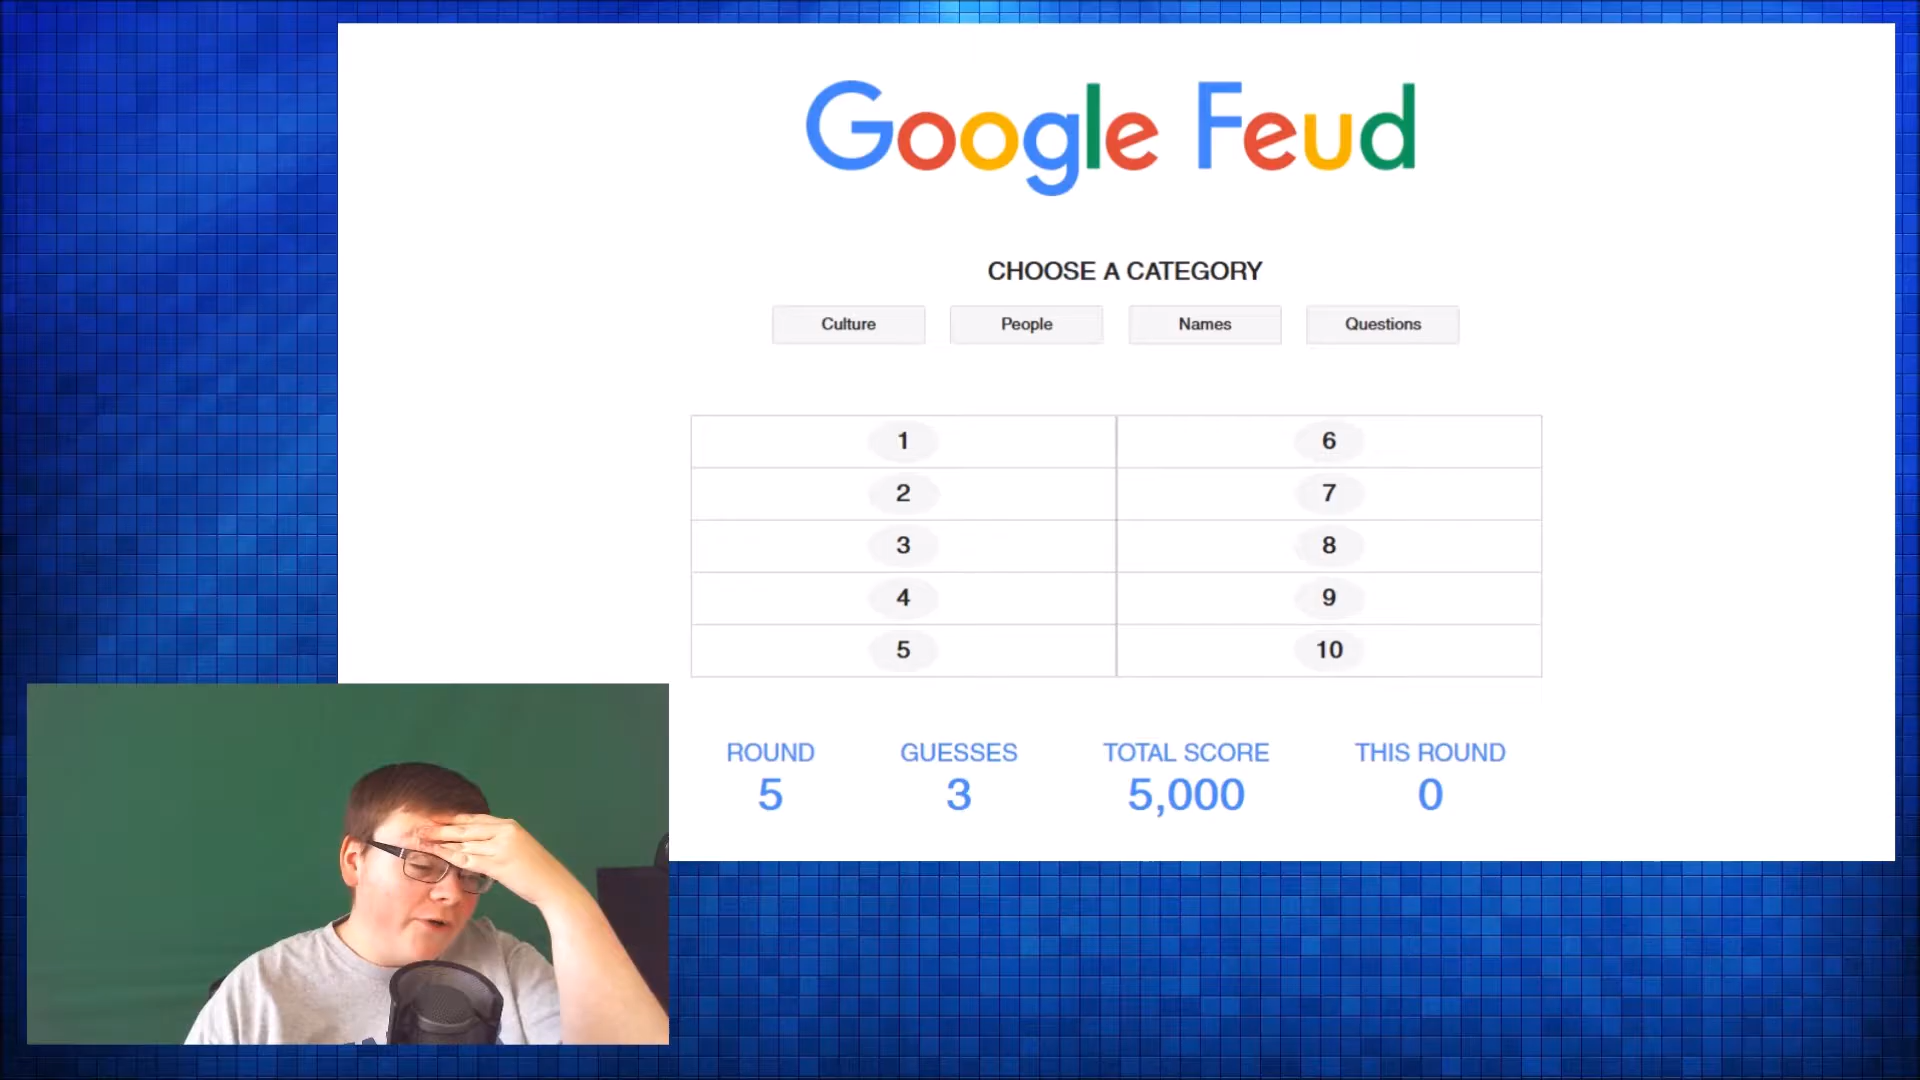 Google Feud
CHOOSE A CATEGORY
Culture People Names Questions
1 6
2 7
3 8
4 9
5 10
ROUND GUESSES TOTAL SCORE THIS ROUND
5 3 5,000 0